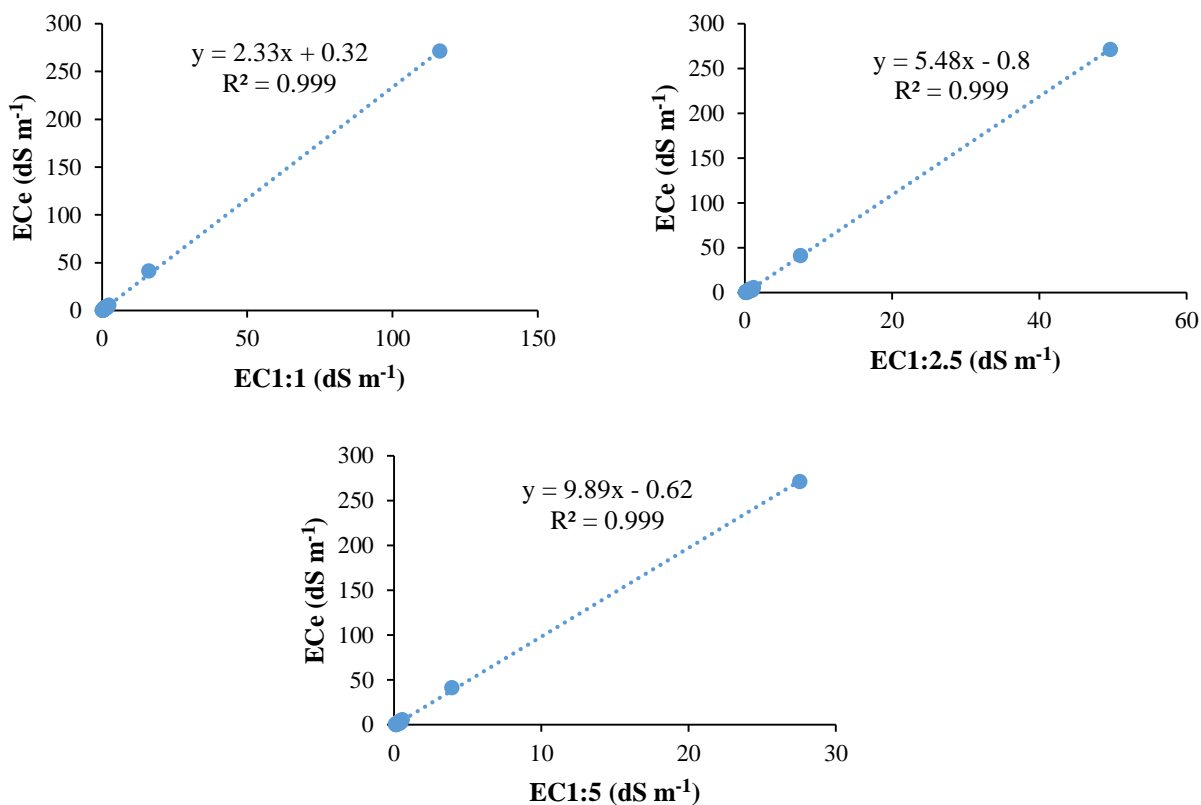 300
250
200
150
100
50
0
ECe (dS m⁻¹)
y = 2.33x + 0.32
R² = 0.999
0 50 100 150
EC1:1 (dS m⁻¹)
300
250
200
150
100
50
0
ECe (dS m⁻¹)
y = 5.48x - 0.8
R² = 0.999
0 20 40 60
EC1:2.5 (dS m⁻¹)
300
250
200
150
100
50
0
ECe (dS m⁻¹)
y = 9.89x - 0.62
R² = 0.999
0 10 20 30
EC1:5 (dS m⁻¹)